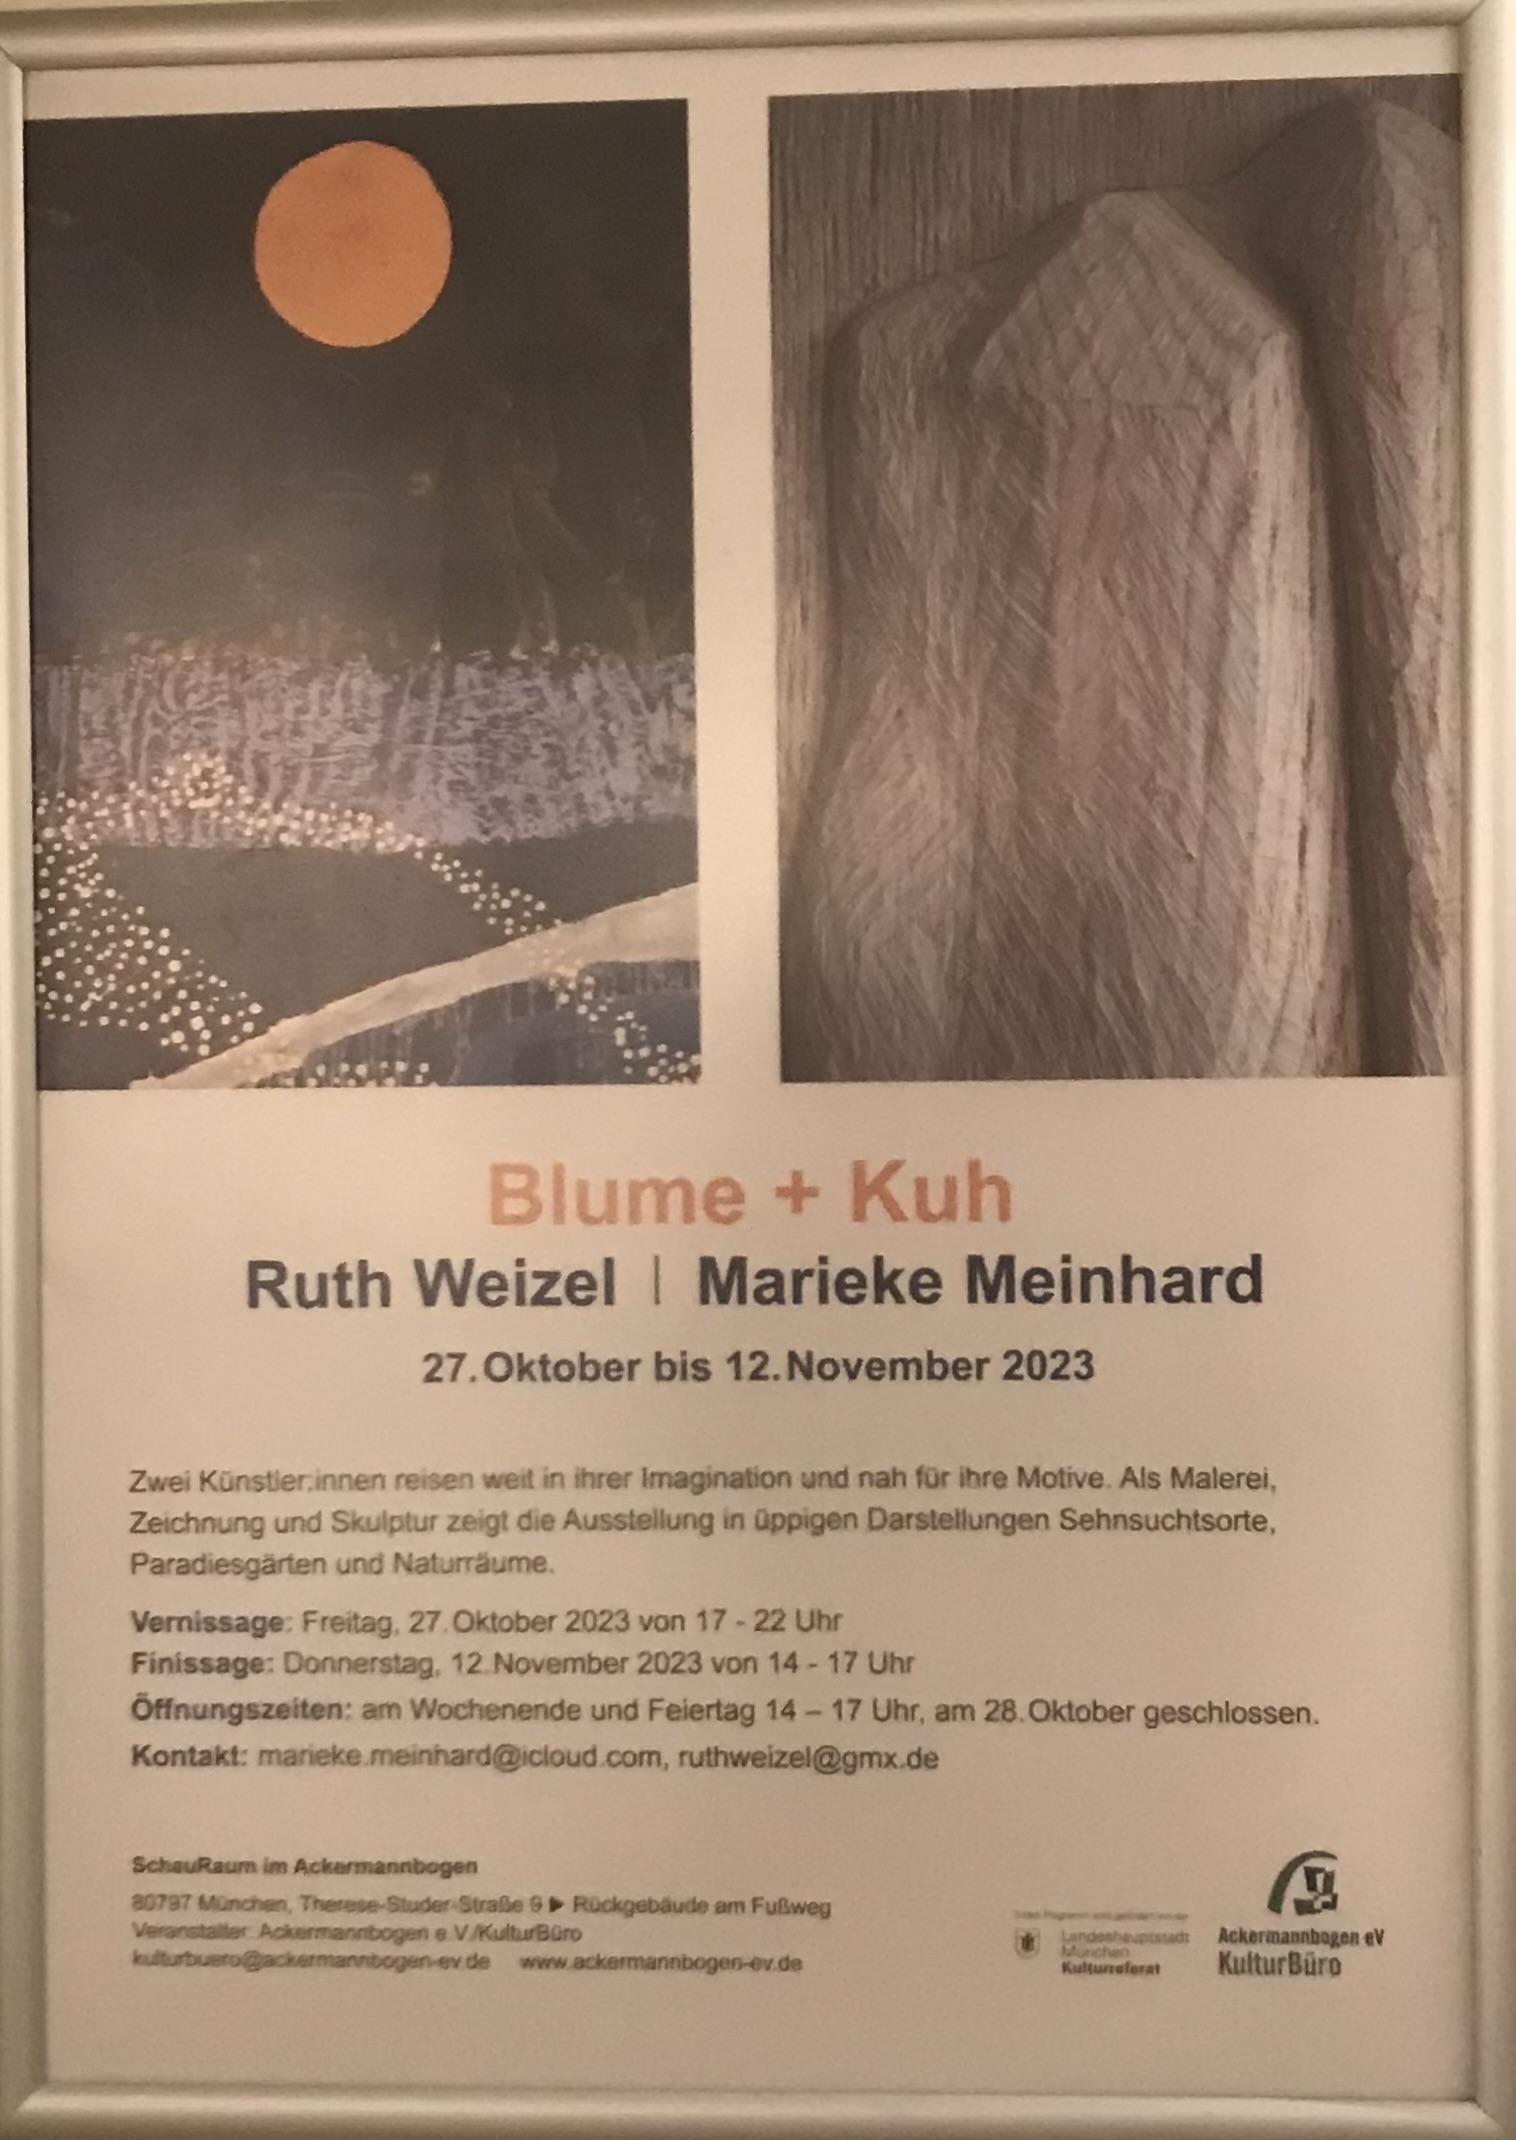 Blume + Kuh
Ruth Weizel | Marieke Meinhard
27. Oktober bis 12. November 2023
Zwei Künstler:innen reisen weit in ihrer Imagination und nah für ihre Motive. Als Malerei,
Zeichnung und Skulptur zeigt die Ausstellung in üppigen Darstellungen Sehnsuchtsorte,
Paradiesgärten und Naturräume.
Vernissage: Freitag, 27. Oktober 2023 von 17 - 22 Uhr
Finissage: Donnerstag, 12. November 2023 von 14 - 17 Uhr
Öffnungszeiten: am Wochenende und Feiertag 14 – 17 Uhr, am 28. Oktober geschlossen.
Kontakt: marieke.meinhard@icloud.com, ruthweizel@gmx.de
SchauRaum im Ackermannbogen
80797 München, Therese-Studer-Straße 9 ▶ Rückgebäude am Fußweg
Veranstalter: Ackermannbogen e.V./KulturBüro
kulturbuero@ackermannbogen-ev.de www.ackermannbogen-ev.de
Landeshauptstadt
München
Kulturreferat
Ackermannbogen eV
KulturBüro